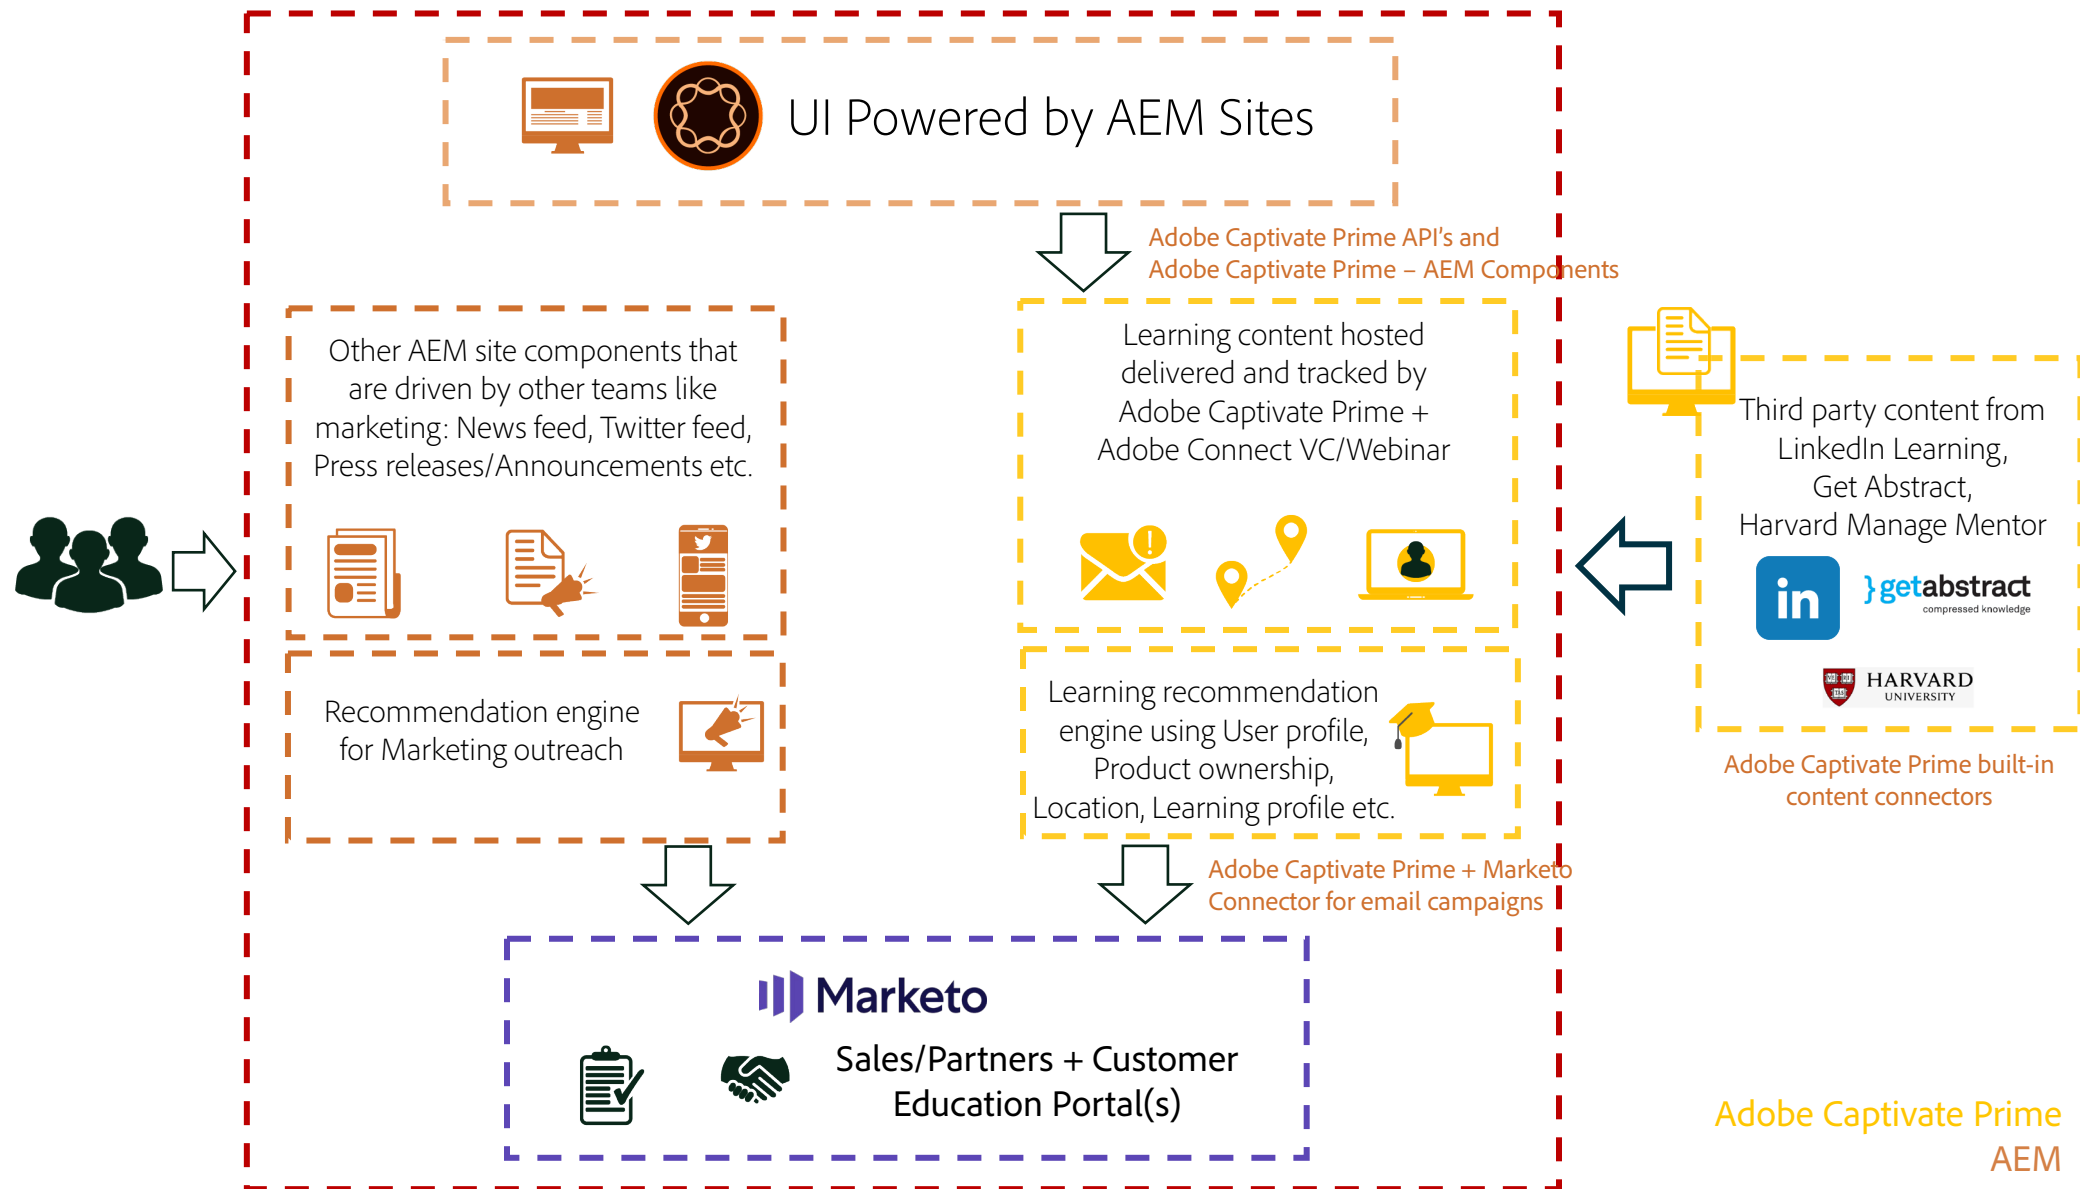 UI Powered by AEM Sites
Adobe Captivate Prime API's and
Adobe Captivate Prime – AEM Components
Other AEM site components that
are driven by other teams like
marketing: News feed, Twitter feed,
Press releases/Announcements etc.
Learning content hosted
delivered and tracked by
Adobe Captivate Prime +
Adobe Connect VC/Webinar
Third party content from
LinkedIn Learning,
Get Abstract,
Harvard Manage Mentor
in
}getabstract
compressed knowledge
HARVARD
UNIVERSITY
Adobe Captivate Prime built-in
content connectors
Recommendation engine
for Marketing outreach
Learning recommendation
engine using User profile,
Product ownership,
Location, Learning profile etc.
Adobe Captivate Prime + Marketo
Connector for email campaigns
Marketo
Sales/Partners + Customer
Education Portal(s)
Adobe Captivate Prime
AEM